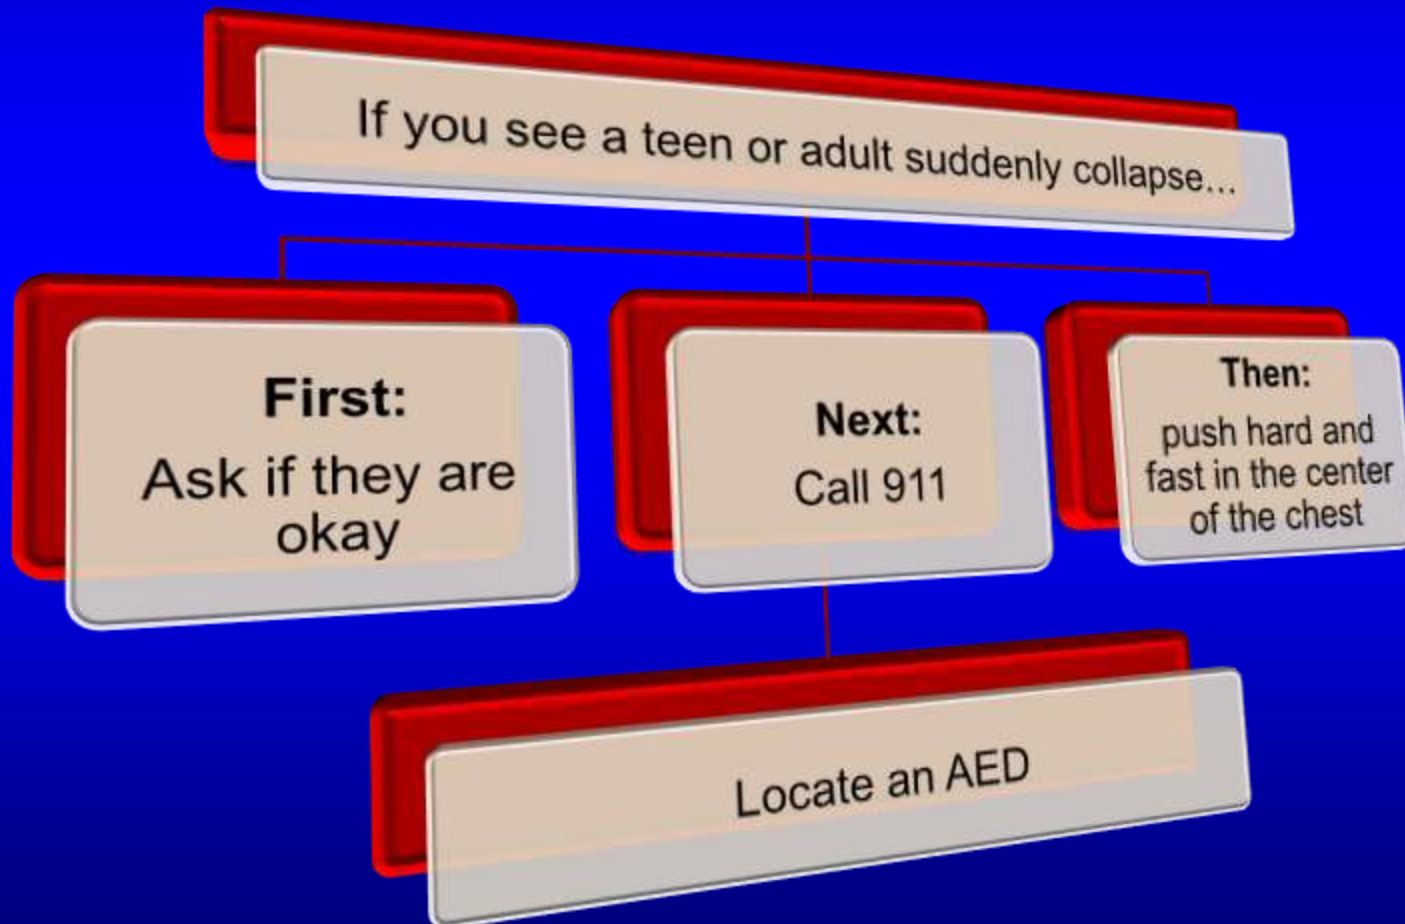 If you see a teen or adult suddenly collapse...
First:
Ask if they are
okay
Next:
Call 911
Then:
push hard and
fast in the center
of the chest
Locate an AED